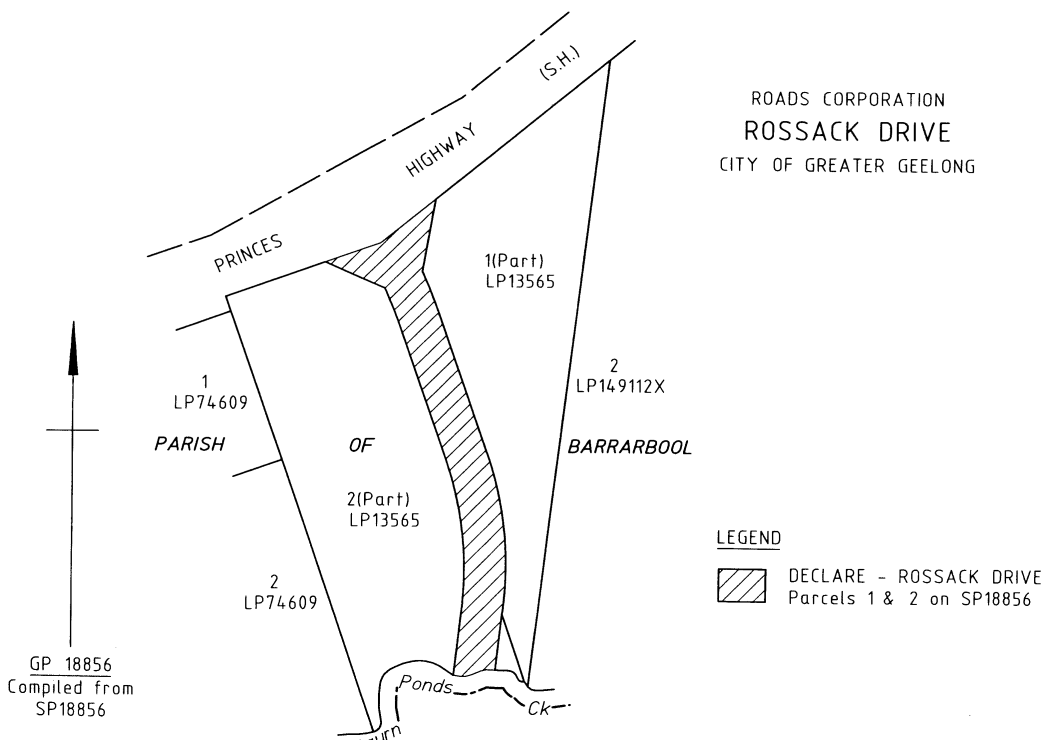 ROADS CORPORATION
ROSSACK DRIVE
CITY OF GREATER GEELONG
PRINCES HIGHWAY (S.H.)
1(Part)
LP13565
2
LP149112X
1
LP74609
PARISH OF BARRARBOOL
2(Part)
LP13565
2
LP74609
LEGEND
DECLARE - ROSSACK DRIVE
Parcels 1 & 2 on SP18856
GP 18856
Compiled from
SP18856
Ponds Ck